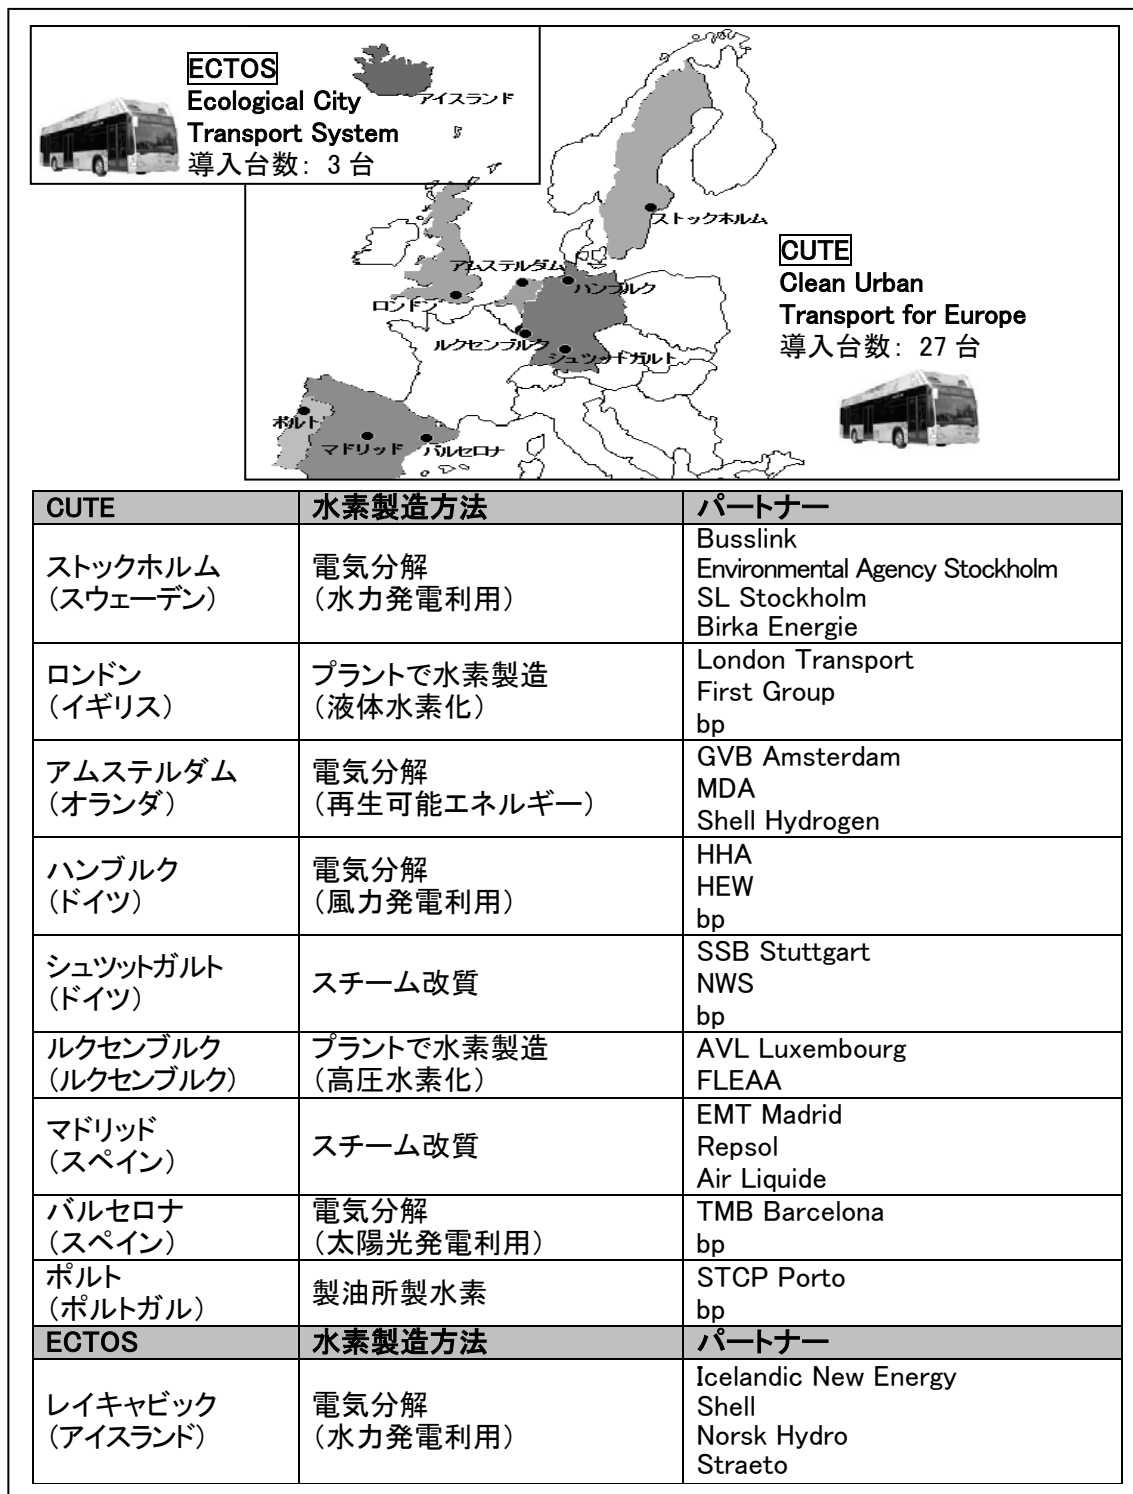 ECTOS
Ecological City
Transport System
導入台数: 3 台
アイスランド
ストックホルム
CUTE
Clean Urban
Transport for Europe
導入台数: 27 台
アムステルダム
ハンブルク
ロンドン
ルクセンブルク
シュツットガルト
ポルト
マドリッド
バルセロナ
CUTE 水素製造方法 パートナー
ストックホルム
（スウェーデン）
電気分解
（水力発電利用）
Busslink
Environmental Agency Stockholm
SL Stockholm
Birka Energie
ロンドン
（イギリス）
プラントで水素製造
（液体水素化）
London Transport
First Group
bp
アムステルダム
（オランダ）
電気分解
（再生可能エネルギー）
GVB Amsterdam
MDA
Shell Hydrogen
ハンブルク
（ドイツ）
電気分解
（風力発電利用）
HHA
HEW
bp
シュツットガルト
（ドイツ）
スチーム改質
SSB Stuttgart
NWS
bp
ルクセンブルク
（ルクセンブルク）
プラントで水素製造
（高圧水素化）
AVL Luxembourg
FLEAA
マドリッド
（スペイン）
スチーム改質
EMT Madrid
Repsol
Air Liquide
バルセロナ
（スペイン）
電気分解
（太陽光発電利用）
TMB Barcelona
bp
ポルト
（ポルトガル）
製油所製水素
STCP Porto
bp
ECTOS 水素製造方法 パートナー
レイキャビック
（アイスランド）
電気分解
（水力発電利用）
Icelandic New Energy
Shell
Norsk Hydro
Straeto